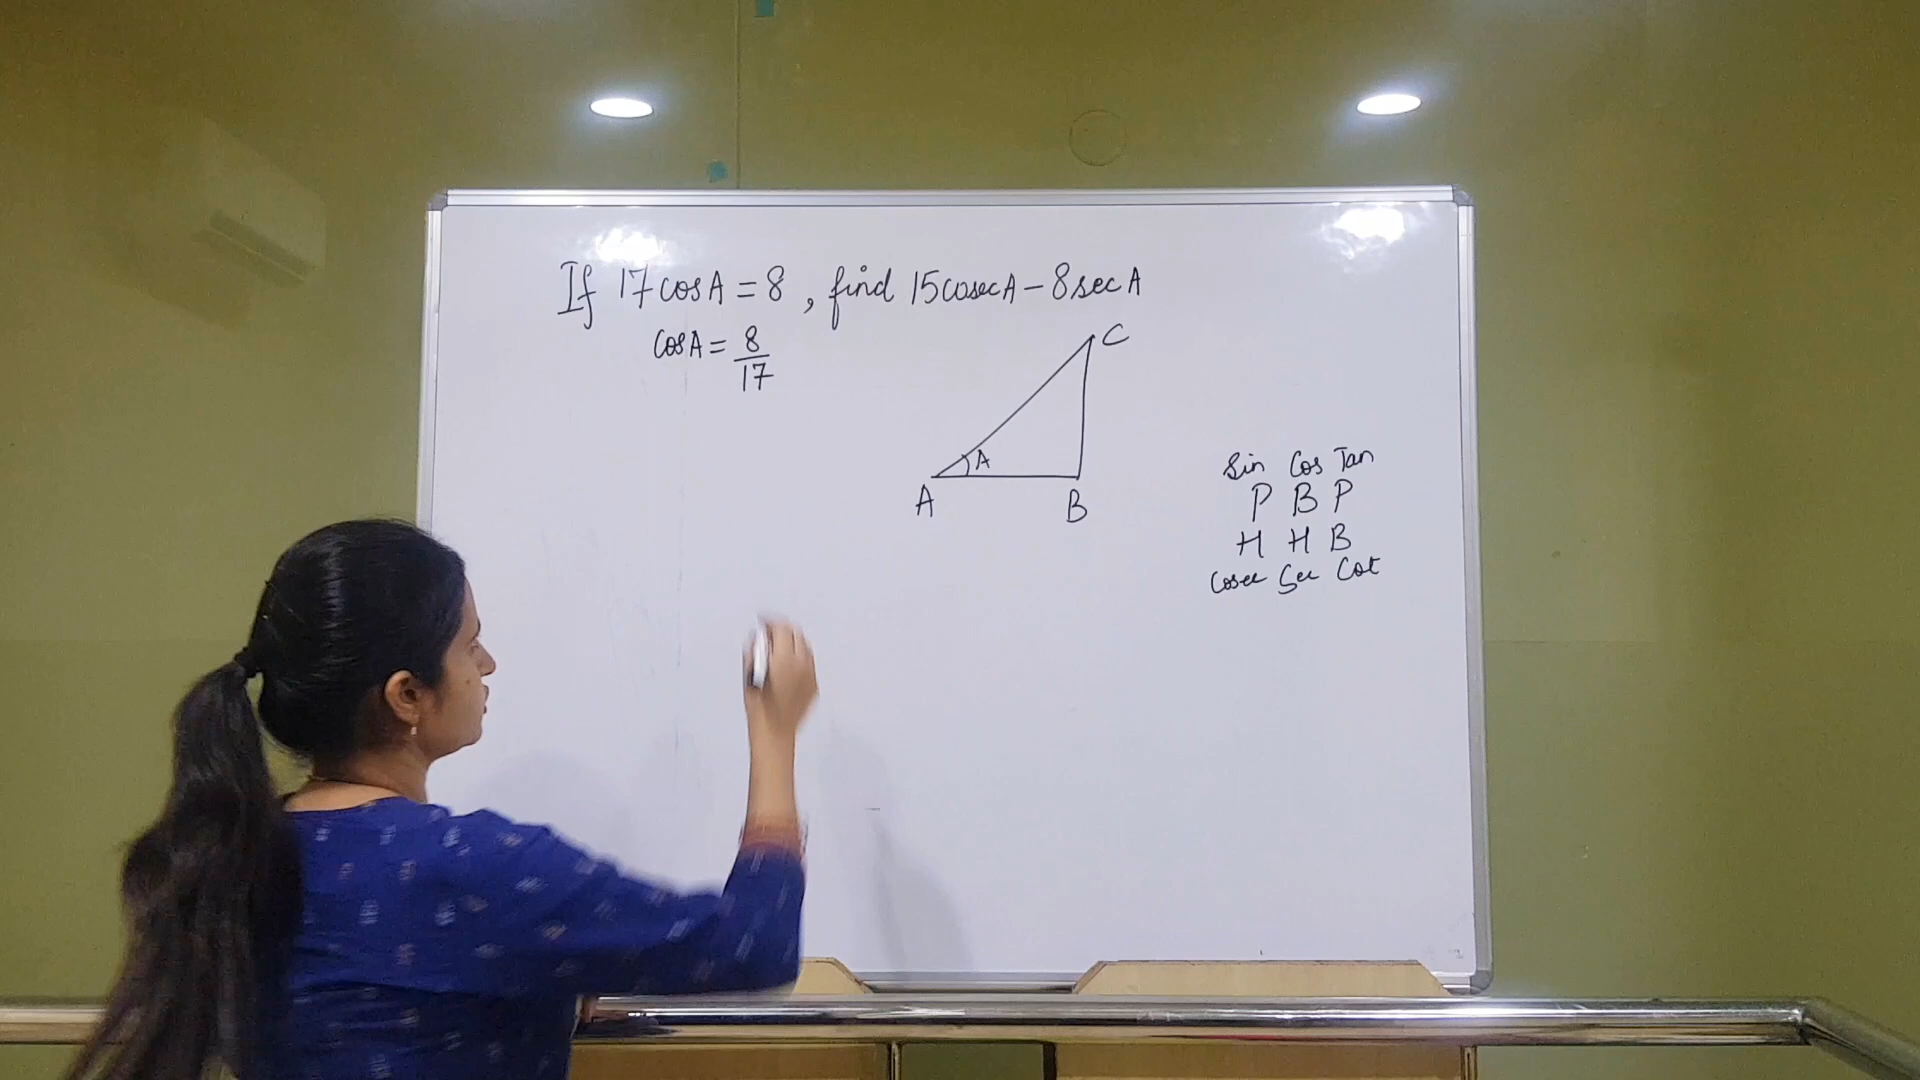 If 17 cos A = 8 , find 15 cosec A - 8 sec A
cos A = 8/17
C
A
A
B
Sin Cos Tan
P B P
H H B
Cosec Sec Cot